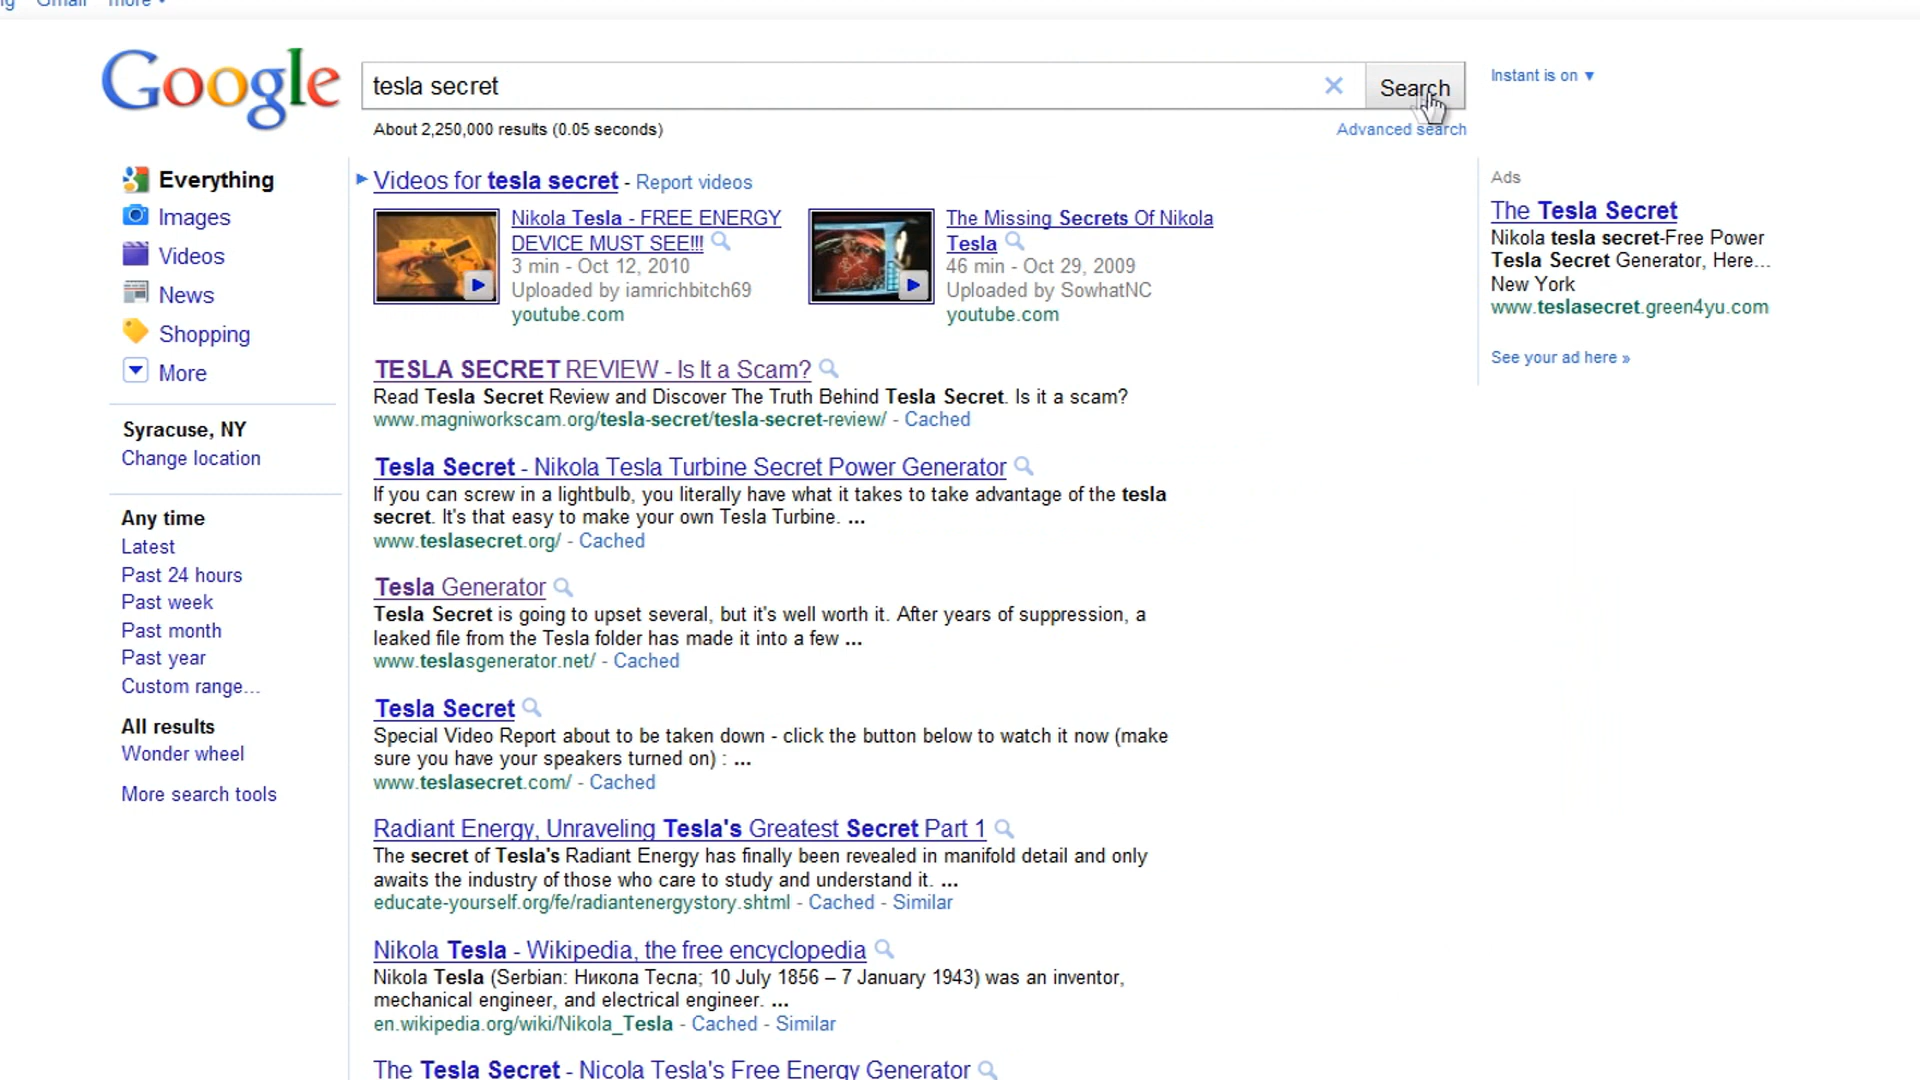 Gmail more
Google
tesla secret
Search
Instant is on ▼
About 2,250,000 results (0.05 seconds)
Advanced search
Everything
Images
Videos
News
Shopping
More
Syracuse, NY
Change location
Any time
Latest
Past 24 hours
Past week
Past month
Past year
Custom range...
All results
Wonder wheel
More search tools
Videos for tesla secret - Report videos
Nikola Tesla - FREE ENERGY
DEVICE MUST SEE!!!
3 min - Oct 12, 2010
Uploaded by iamrichbitch69
youtube.com
The Missing Secrets Of Nikola
Tesla
46 min - Oct 29, 2009
Uploaded by SowhatNC
youtube.com
TESLA SECRET REVIEW - Is It a Scam?
Read Tesla Secret Review and Discover The Truth Behind Tesla Secret. Is it a scam?
www.magniworkscam.org/tesla-secret/tesla-secret-review/ - Cached
Tesla Secret - Nikola Tesla Turbine Secret Power Generator
If you can screw in a lightbulb, you literally have what it takes to take advantage of the tesla
secret. It's that easy to make your own Tesla Turbine. ...
www.teslasecret.org/ - Cached
Tesla Generator
Tesla Secret is going to upset several, but it's well worth it. After years of suppression, a
leaked file from the Tesla folder has made it into a few ...
www.teslasgenerator.net/ - Cached
Tesla Secret
Special Video Report about to be taken down - click the button below to watch it now (make
sure you have your speakers turned on) : ...
www.teslasecret.com/ - Cached
Radiant Energy, Unraveling Tesla's Greatest Secret Part 1
The secret of Tesla's Radiant Energy has finally been revealed in manifold detail and only
awaits the industry of those who care to study and understand it. ...
educate-yourself.org/fe/radiantenergystory.shtml - Cached - Similar
Nikola Tesla - Wikipedia, the free encyclopedia
Nikola Tesla (Serbian: Никола Тесла; 10 July 1856 – 7 January 1943) was an inventor,
mechanical engineer, and electrical engineer. ...
en.wikipedia.org/wiki/Nikola_Tesla - Cached - Similar
The Tesla Secret - Nicola Tesla's Free Energy Generator
Ads
The Tesla Secret
Nikola tesla secret-Free Power
Tesla Secret Generator, Here...
New York
www.teslasecret.green4yu.com
See your ad here »